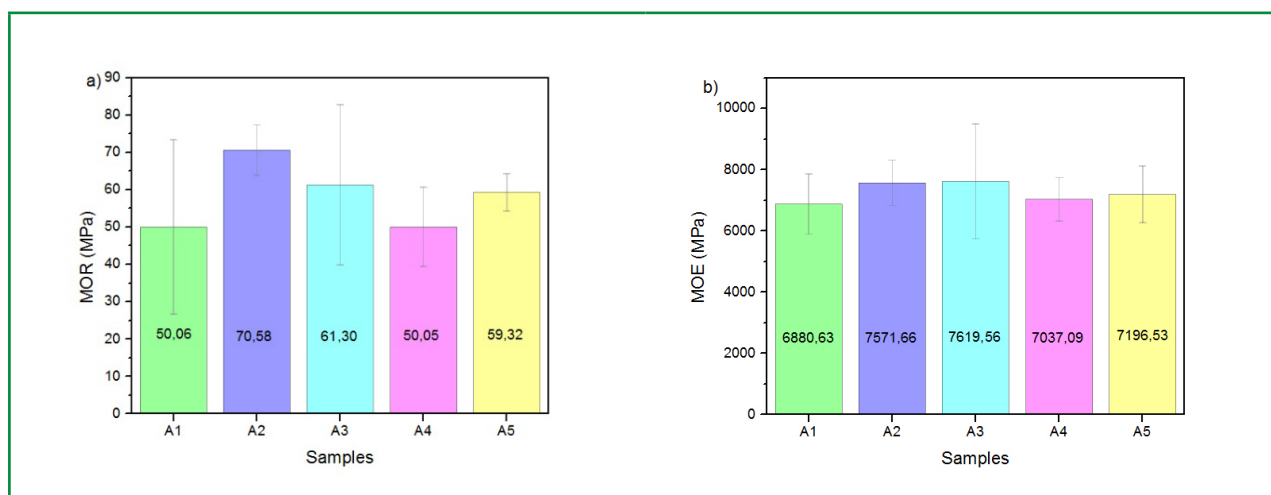 a)
90
80
70
60
50
40
30
20
10
0
MOR (MPa)
50,06
70,58
61,30
50,05
59,32
A1
A2
A3
A4
A5
Samples
b)
10000
8000
6000
4000
2000
0
MOE (MPa)
6880,63
7571,66
7619,56
7037,09
7196,53
A1
A2
A3
A4
A5
Samples